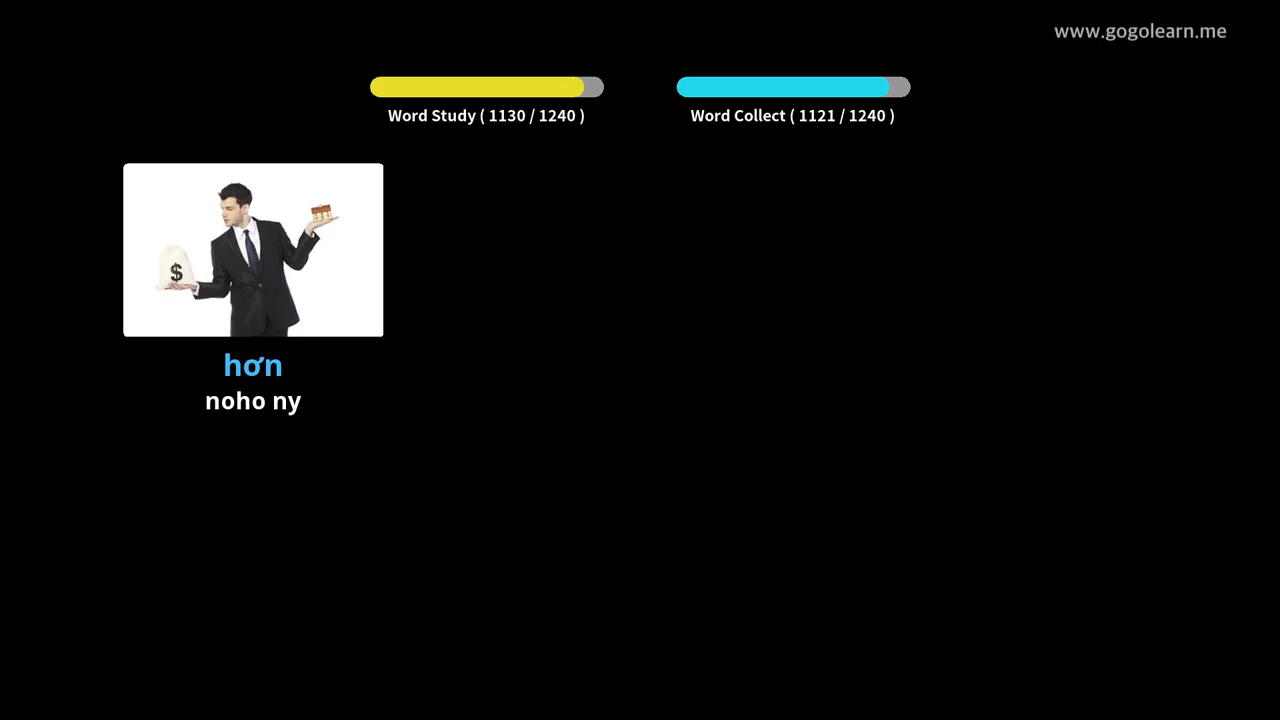 www.gogolearn.me
Word Study ( 1130 / 1240 )
Word Collect ( 1121 / 1240 )
$
hơn
noho ny